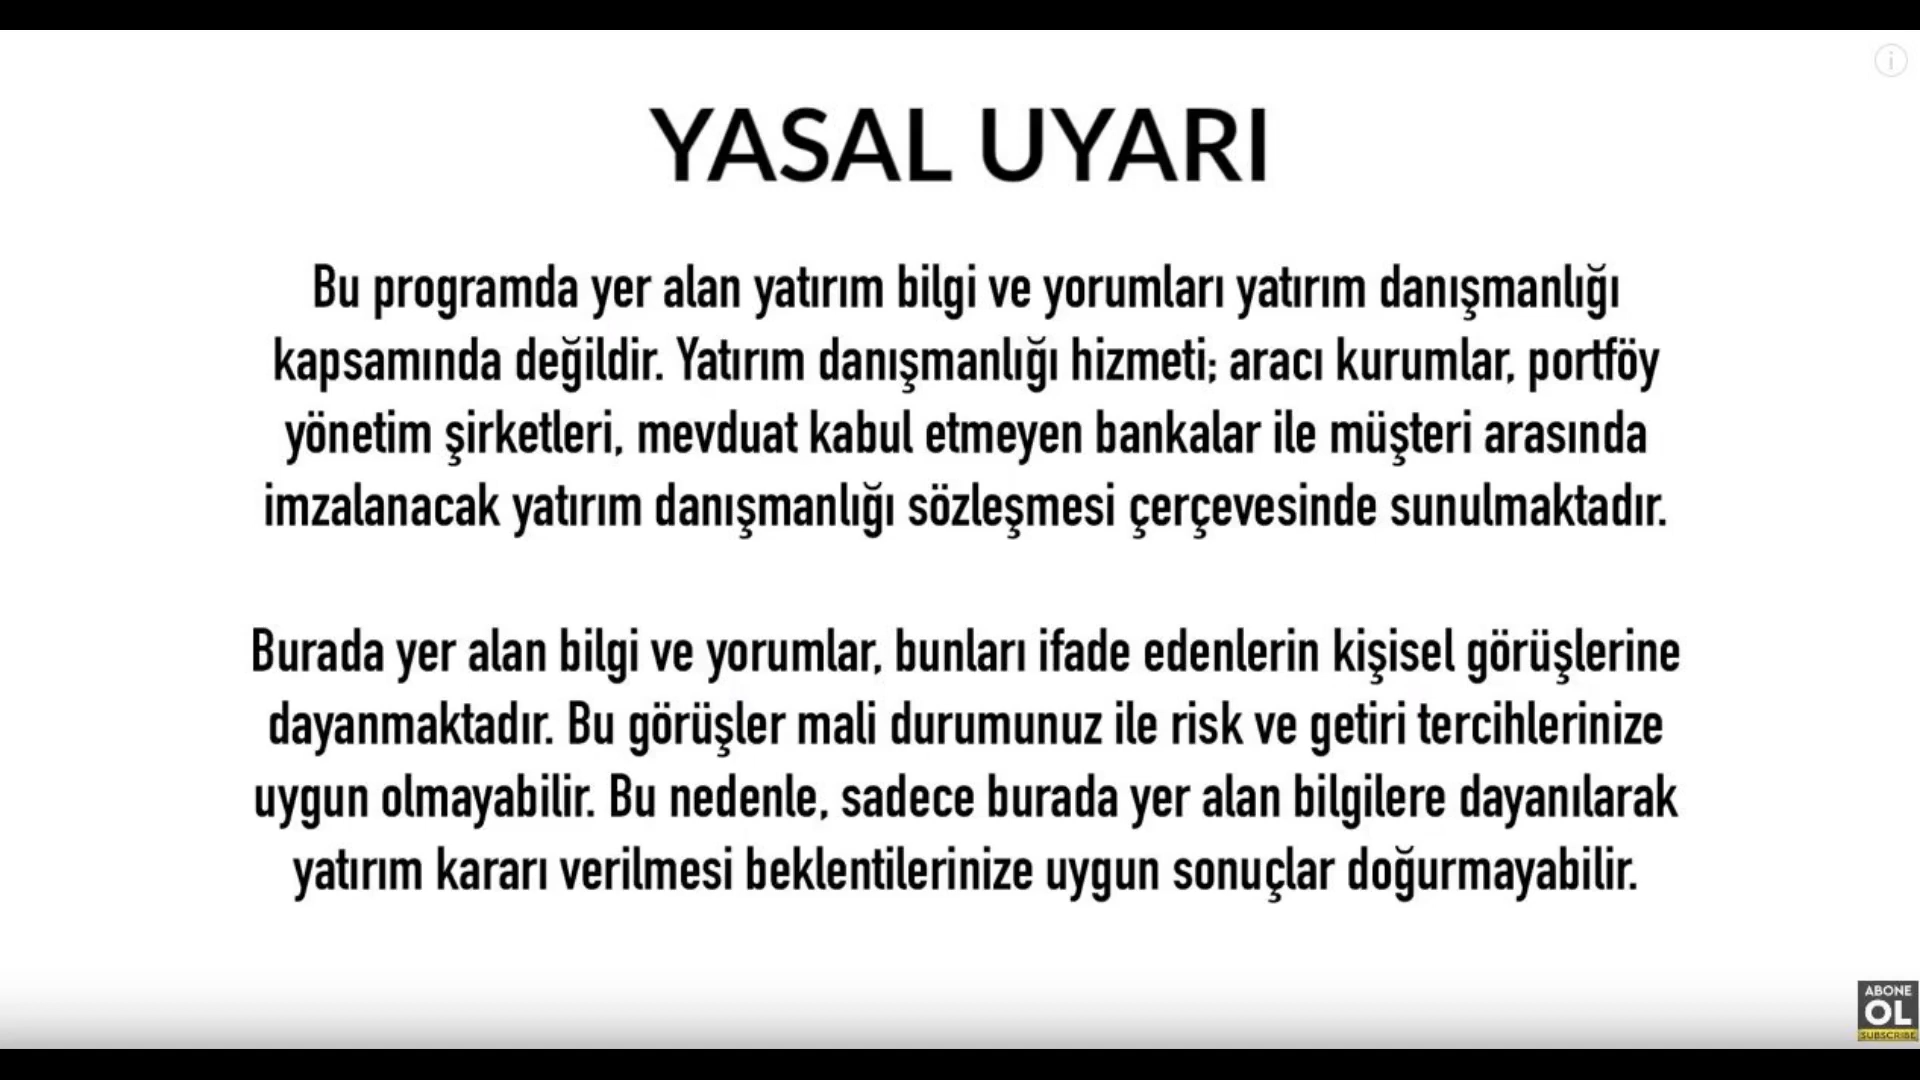 YASAL UYARI
Bu programda yer alan yatırım bilgi ve yorumları yatırım danışmanlığı
kapsamında değildir. Yatırım danışmanlığı hizmeti; aracı kurumlar, portföy
yönetim şirketleri, mevduat kabul etmeyen bankalar ile müşteri arasında
imzalanacak yatırım danışmanlığı sözleşmesi çerçevesinde sunulmaktadır.
Burada yer alan bilgi ve yorumlar, bunları ifade edenlerin kişisel görüşlerine
dayanmaktadır. Bu görüşler mali durumunuz ile risk ve getiri tercihlerinize
uygun olmayabilir. Bu nedenle, sadece burada yer alan bilgilere dayanılarak
yatırım kararı verilmesi beklentilerinize uygun sonuçlar doğurmayabilir.
ABONE
OL
SUBSCRIBE